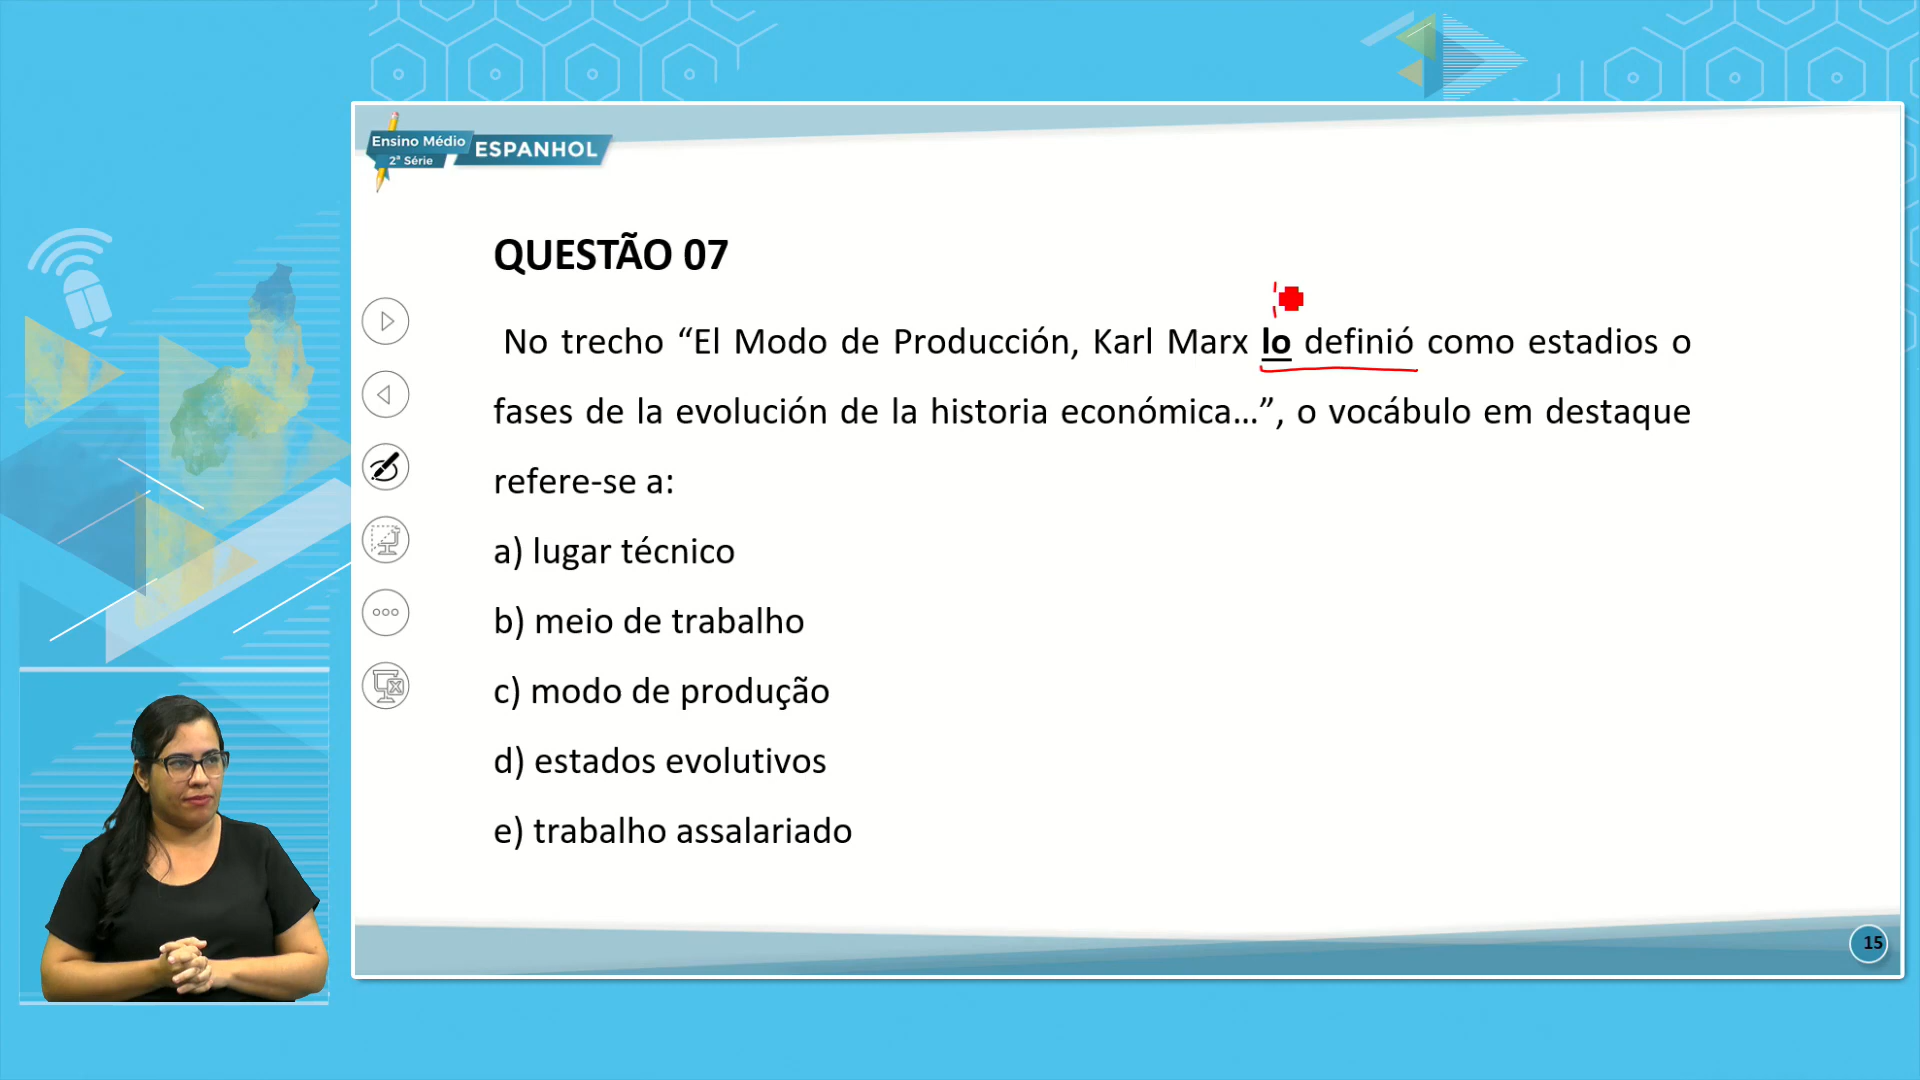 Ensino Médio
2ª Série
ESPANHOL
QUESTÃO 07
No trecho “El Modo de Producción, Karl Marx lo definió como estadios o
fases de la evolución de la historia económica...”, o vocábulo em destaque
refere-se a:
a) lugar técnico
b) meio de trabalho
c) modo de produção
d) estados evolutivos
e) trabalho assalariado
15